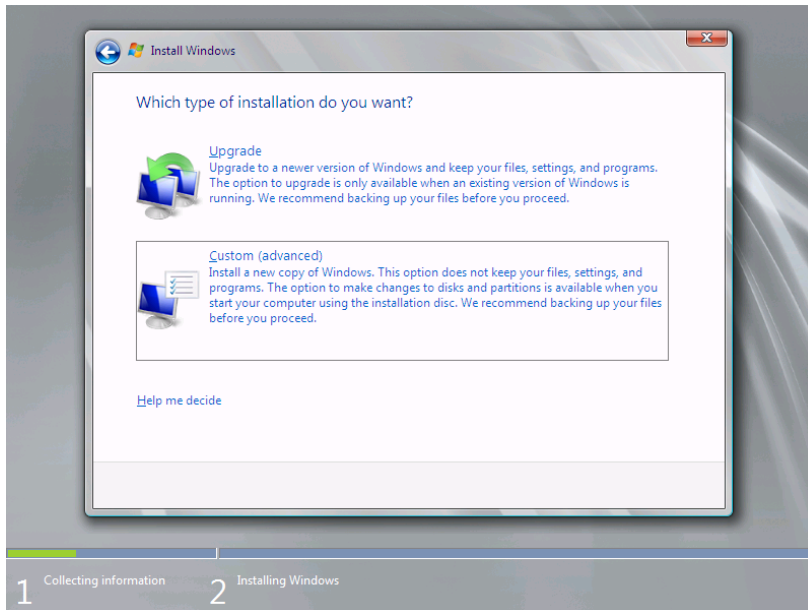 Install Windows
Which type of installation do you want?
Upgrade
Upgrade to a newer version of Windows and keep your files, settings, and programs.
The option to upgrade is only available when an existing version of Windows is
running. We recommend backing up your files before you proceed.
Custom (advanced)
Install a new copy of Windows. This option does not keep your files, settings, and
programs. The option to make changes to disks and partitions is available when you
start your computer using the installation disc. We recommend backing up your files
before you proceed.
Help me decide
1 Collecting information 2 Installing Windows